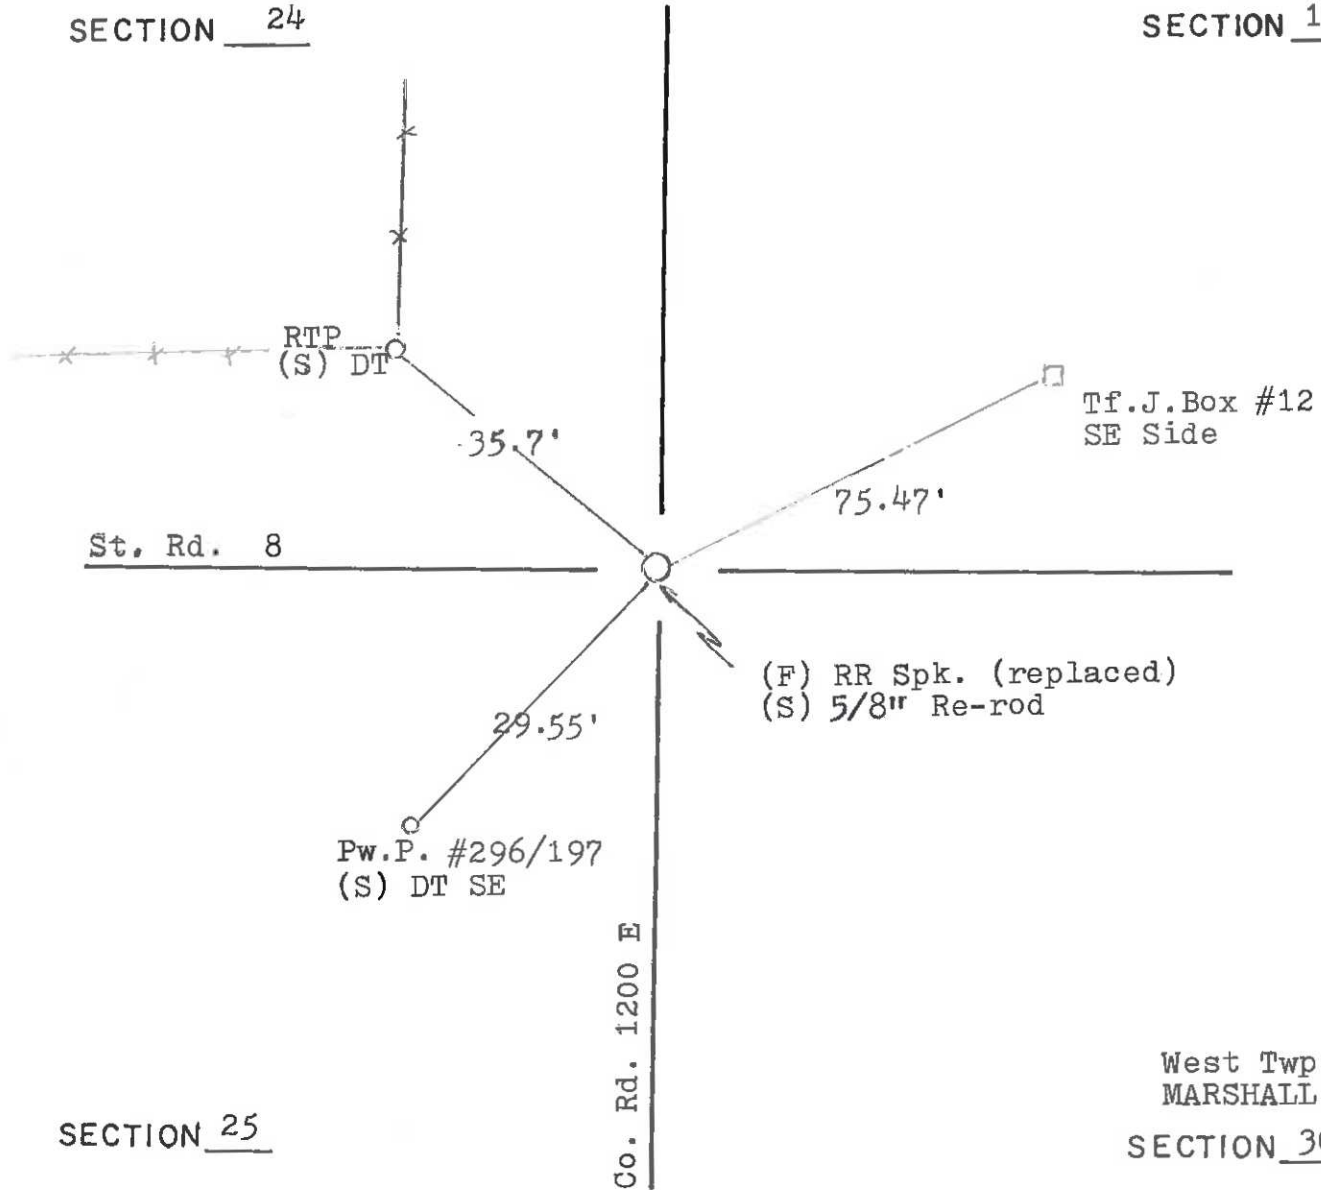 SECTION 24
SECTION 1
RTP
(S) DT
35.7'
Tf.J.Box #12
SE Side
75.47'
St. Rd. 8
(F) RR Spk. (replaced)
(S) 5/8" Re-rod
29.55'
Pw.P. #296/197
(S) DT SE
Co. Rd. 1200 E
West Twp
MARSHALL
SECTION 25
SECTION 3